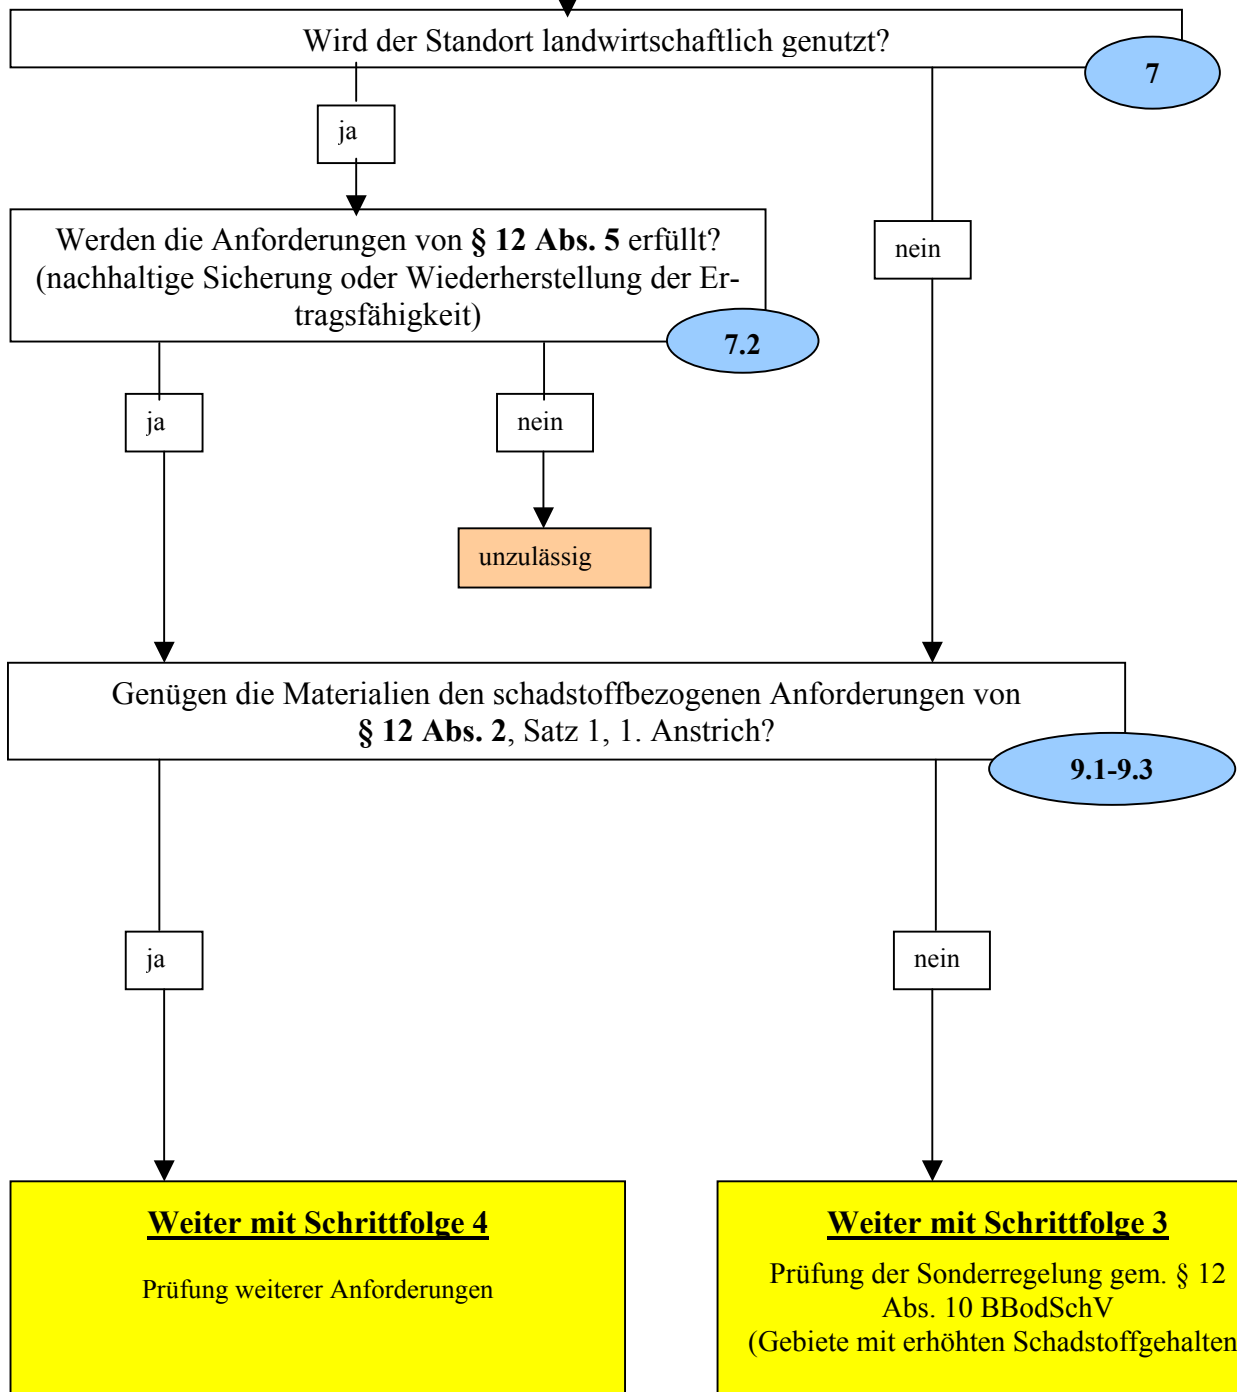 Wird der Standort landwirtschaftlich genutzt?
7
ja
Werden die Anforderungen von § 12 Abs. 5 erfüllt?
(nachhaltige Sicherung oder Wiederherstellung der Er-
tragsfähigkeit)
nein
7.2
ja
nein
unzulässig
Genügen die Materialien den schadstoffbezogenen Anforderungen von
§ 12 Abs. 2, Satz 1, 1. Anstrich?
9.1-9.3
ja
nein
Weiter mit Schrittfolge 4
Prüfung weiterer Anforderungen
Weiter mit Schrittfolge 3
Prüfung der Sonderregelung gem. § 12
Abs. 10 BBodSchV
(Gebiete mit erhöhten Schadstoffgehalten